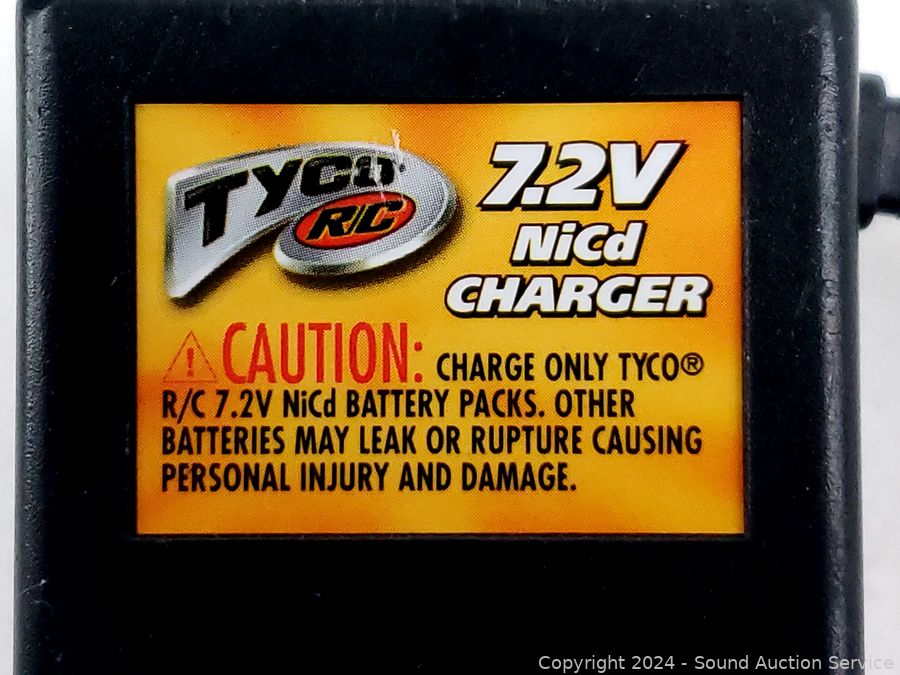 TYCO
R/C
7.2V
NiCd
CHARGER
⚠CAUTION: CHARGE ONLY TYCO®
R/C 7.2V NiCd BATTERY PACKS. OTHER
BATTERIES MAY LEAK OR RUPTURE CAUSING
PERSONAL INJURY AND DAMAGE.
Copyright 2024 - Sound Auction Service